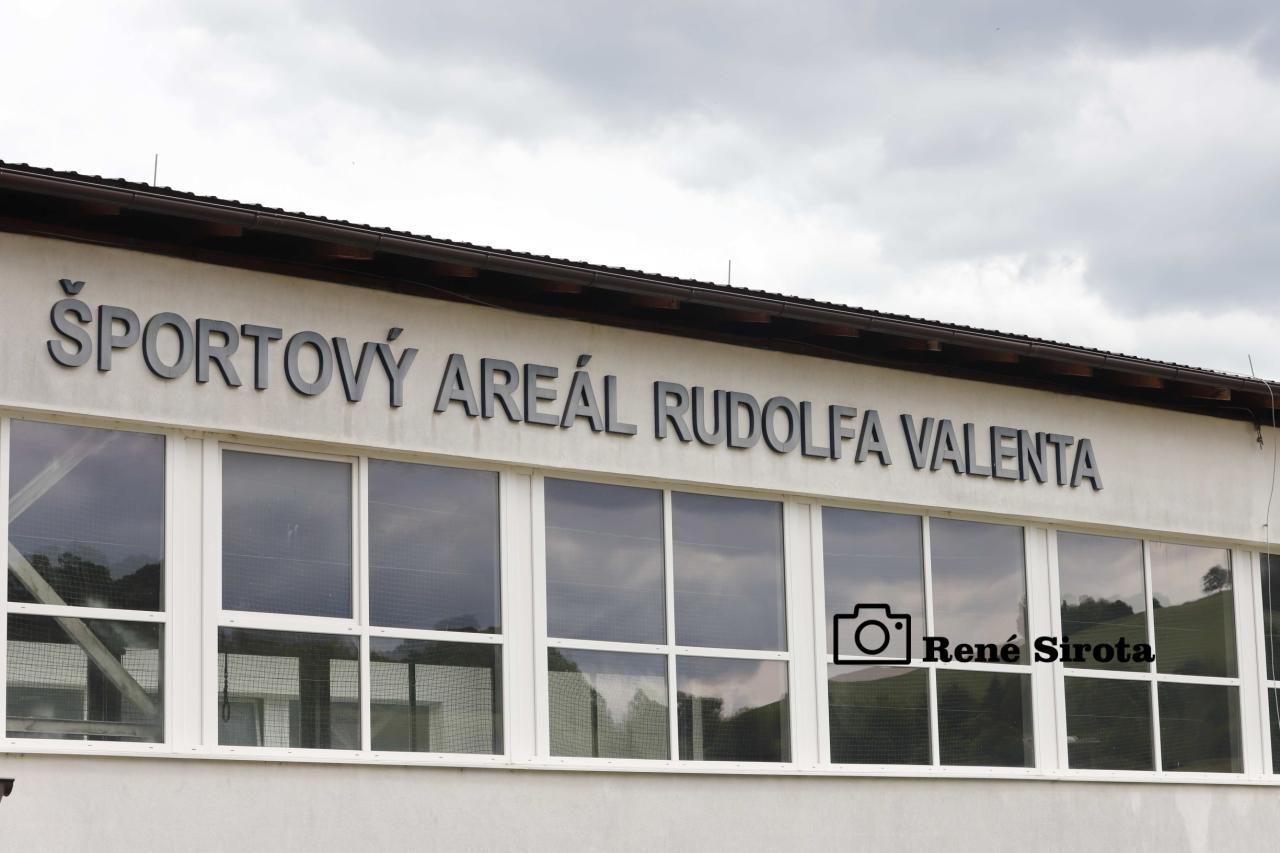 ŠPORTOVÝ AREÁL RUDOLFA VALENTA
René Sirota